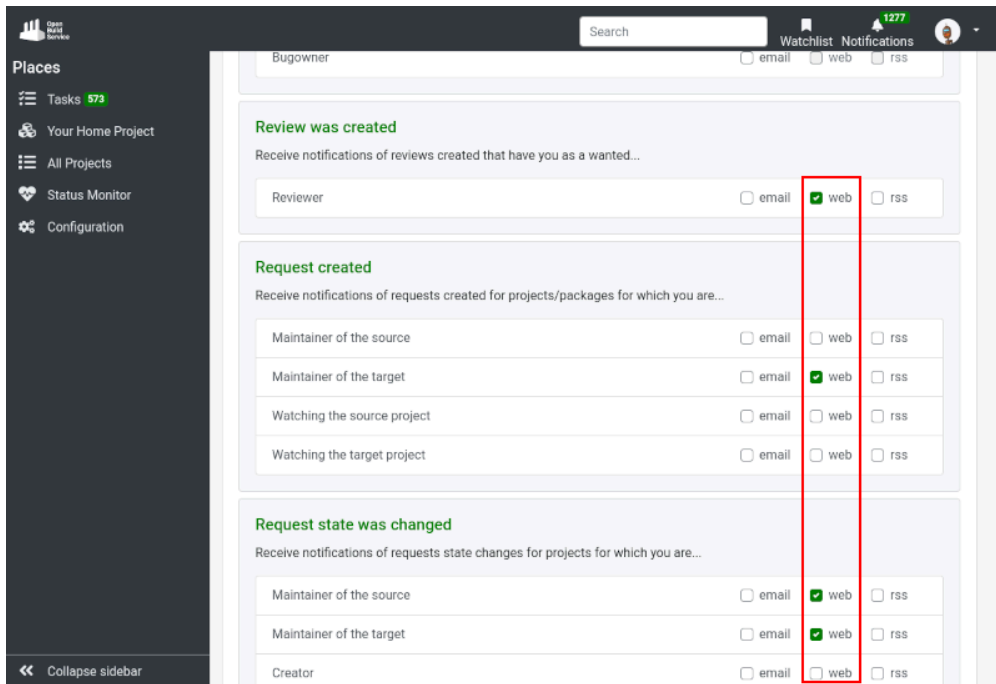 Open
Build
Service
Search
1277
Watchlist Notifications
Places
Tasks 573
Your Home Project
All Projects
Status Monitor
Configuration
Collapse sidebar
Bugowner email web rss
Review was created
Receive notifications of reviews created that have you as a wanted...
Reviewer email web rss
Request created
Receive notifications of requests created for projects/packages for which you are...
Maintainer of the source email web rss
Maintainer of the target email web rss
Watching the source project email web rss
Watching the target project email web rss
Request state was changed
Receive notifications of requests state changes for projects for which you are...
Maintainer of the source email web rss
Maintainer of the target email web rss
Creator email web rss